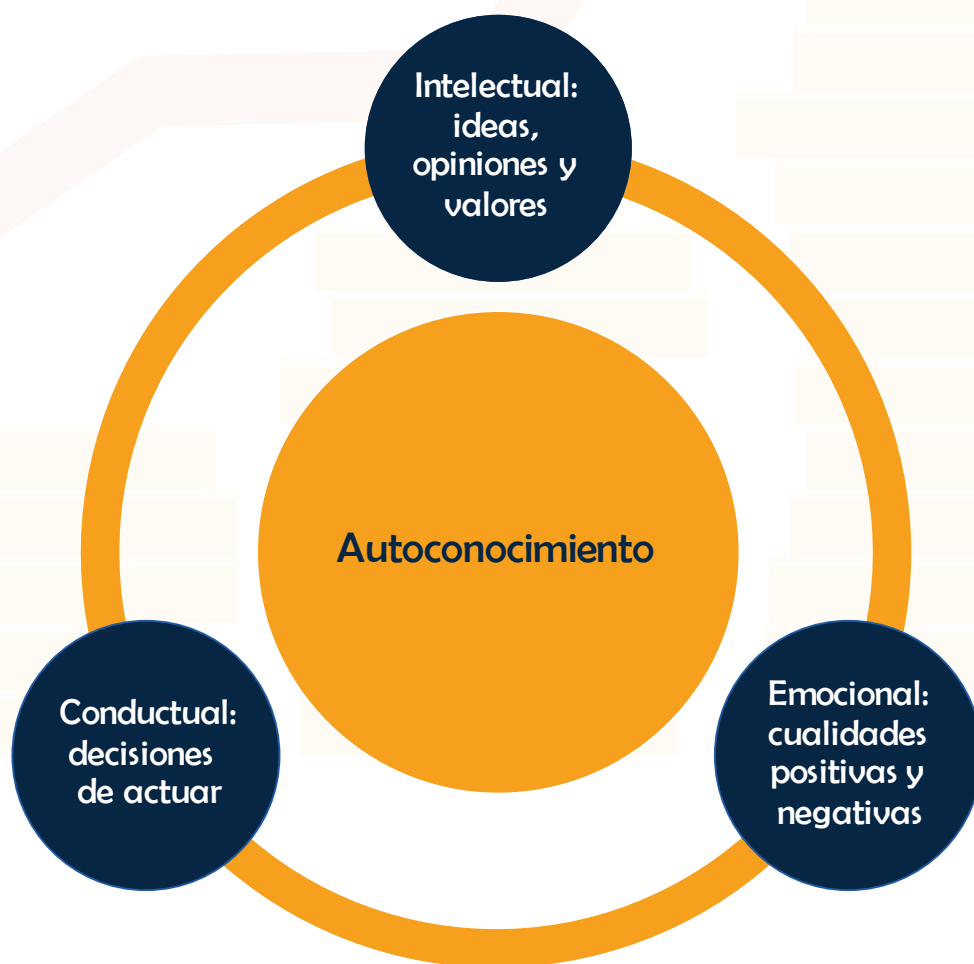 Intelectual:
ideas,
opiniones y
valores
Autoconocimiento
Conductual:
decisiones
de actuar
Emocional:
cualidades
positivas y
negativas